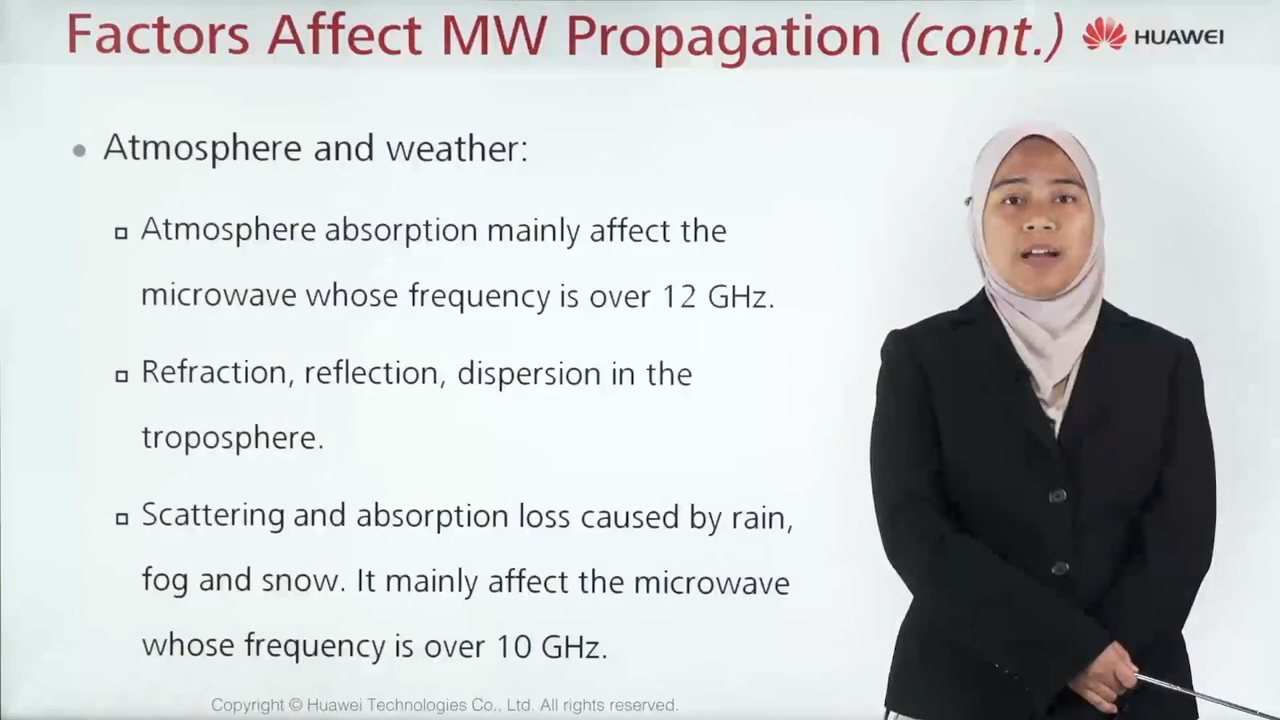 Factors Affect MW Propagation (cont.)
HUAWEI
Atmosphere and weather:
Atmosphere absorption mainly affect the
microwave whose frequency is over 12 GHz.
Refraction, reflection, dispersion in the
troposphere.
Scattering and absorption loss caused by rain,
fog and snow. It mainly affect the microwave
whose frequency is over 10 GHz.
Copyright © Huawei Technologies Co., Ltd. All rights reserved.